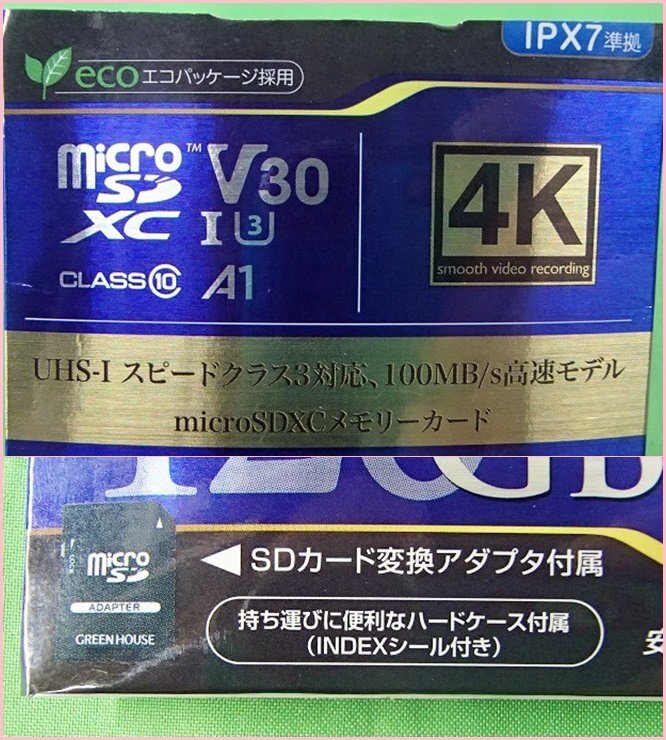 IPX7準拠
eco エコパッケージ採用
micro SD XC™ V30
I 3
CLASS10 A1
4K
smooth video recording
UHS-I スピードクラス3対応、100MB/s高速モデル
microSDXCメモリーカード
GB
LOCK
micro SD
ADAPTER
GREEN HOUSE
◀SDカード変換アダプタ付属
持ち運びに便利なハードケース付属
(INDEXシール付き)
安